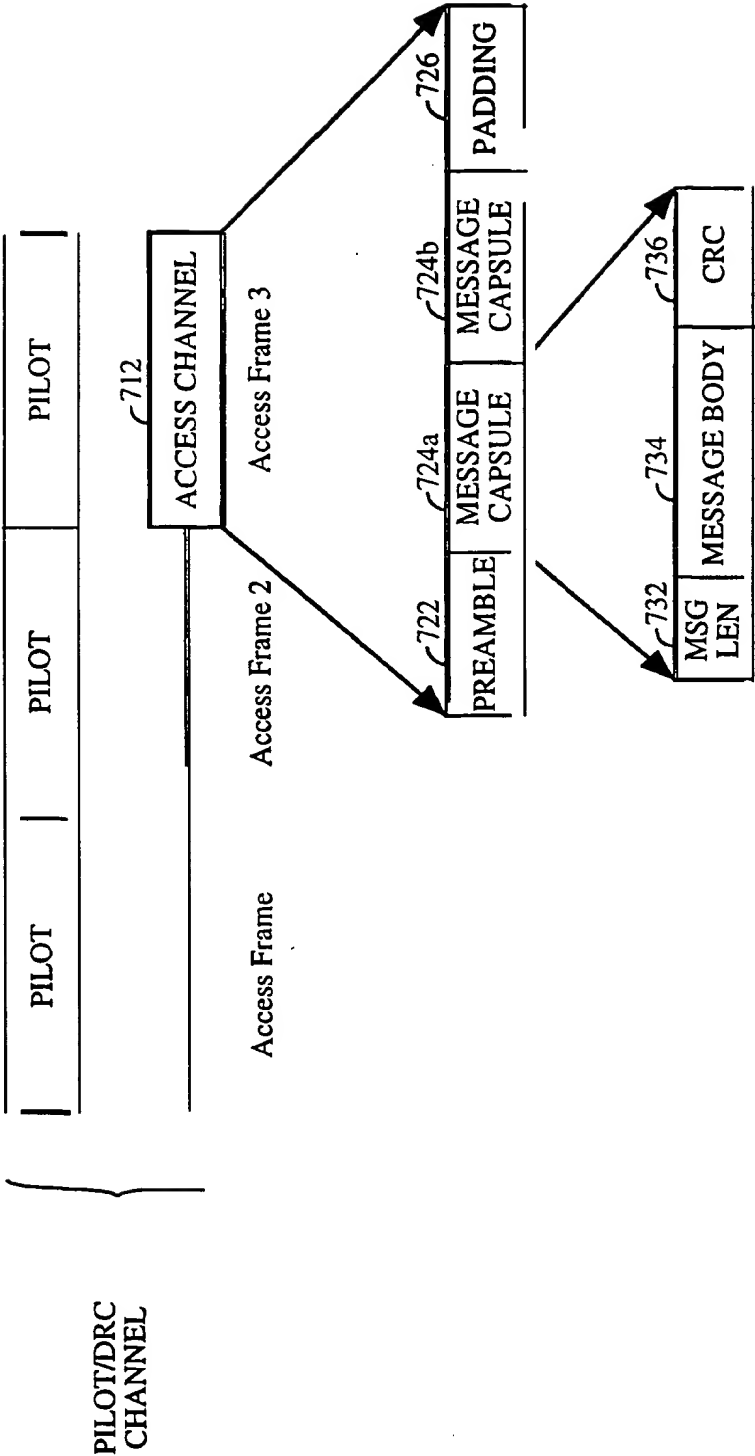 PILOT/DRC
CHANNEL
PILOT
PILOT
PILOT
712
ACCESS CHANNEL
Access Frame
Access Frame 2
Access Frame 3
722
724a
724b
726
PREAMBLE
MESSAGE
CAPSULE
MESSAGE
CAPSULE
PADDING
732
734
736
MSG
LEN
MESSAGE BODY
CRC